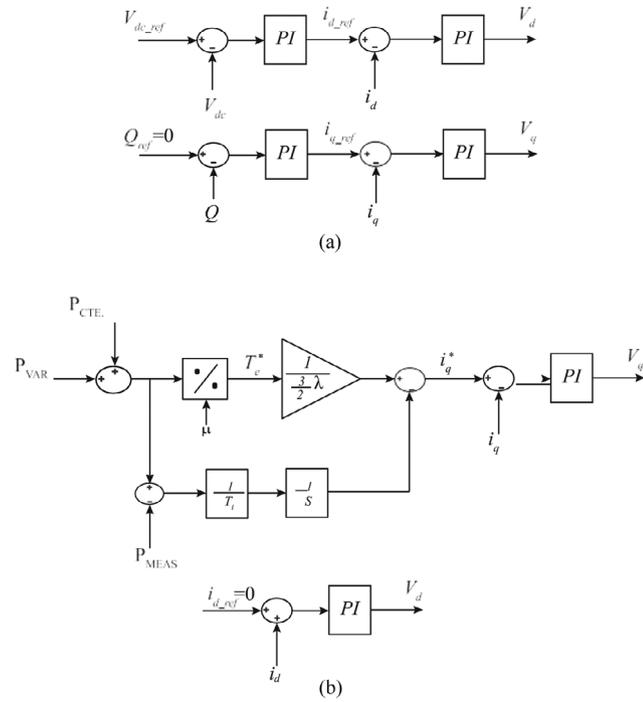 V_dc_ref + - PI i_d_ref + - PI V_d
V_dc i_d
Q_ref=0 + - PI i_q_ref + - PI V_q
Q i_q
(a)
P_CTE.
P_VAR + + μ T_e^* 1 / 3/2 λ + - i_q^* + - PI V_q
i_q
+ - 1/T_i 1/S
P_MEAS
i_d_ref=0 + + PI V_d
i_d
(b)